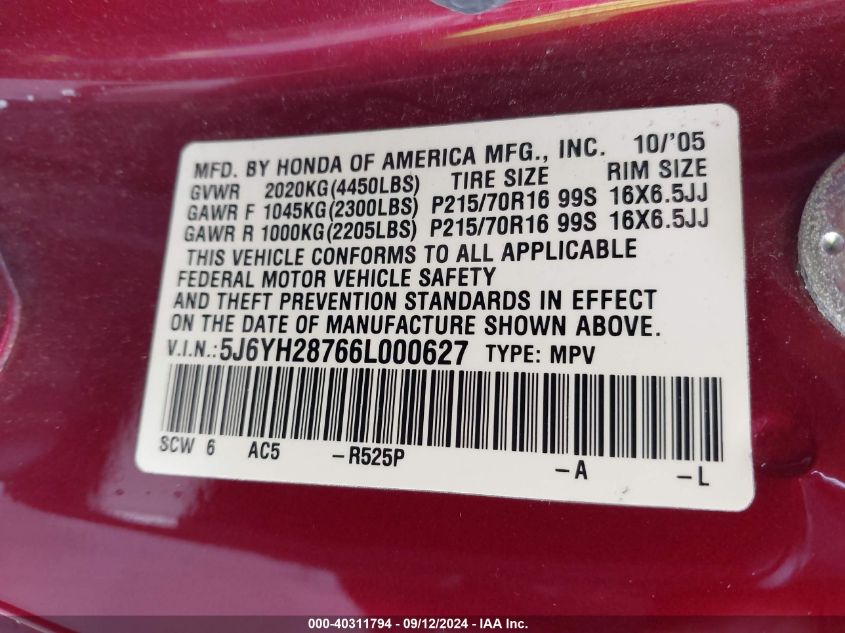 MFD. BY HONDA OF AMERICA MFG., INC. 10/'05
GVWR 2020KG(4450LBS) TIRE SIZE RIM SIZE
GAWR F 1045KG(2300LBS) P215/70R16 99S 16X6.5JJ
GAWR R 1000KG(2205LBS) P215/70R16 99S 16X6.5JJ
THIS VEHICLE CONFORMS TO ALL APPLICABLE
FEDERAL MOTOR VEHICLE SAFETY
AND THEFT PREVENTION STANDARDS IN EFFECT
ON THE DATE OF MANUFACTURE SHOWN ABOVE.
V.I.N.:5J6YH28766L000627 TYPE: MPV
SCW 6 AC5 -R525P -A -L
000-40311794 - 09/12/2024 - IAA Inc.